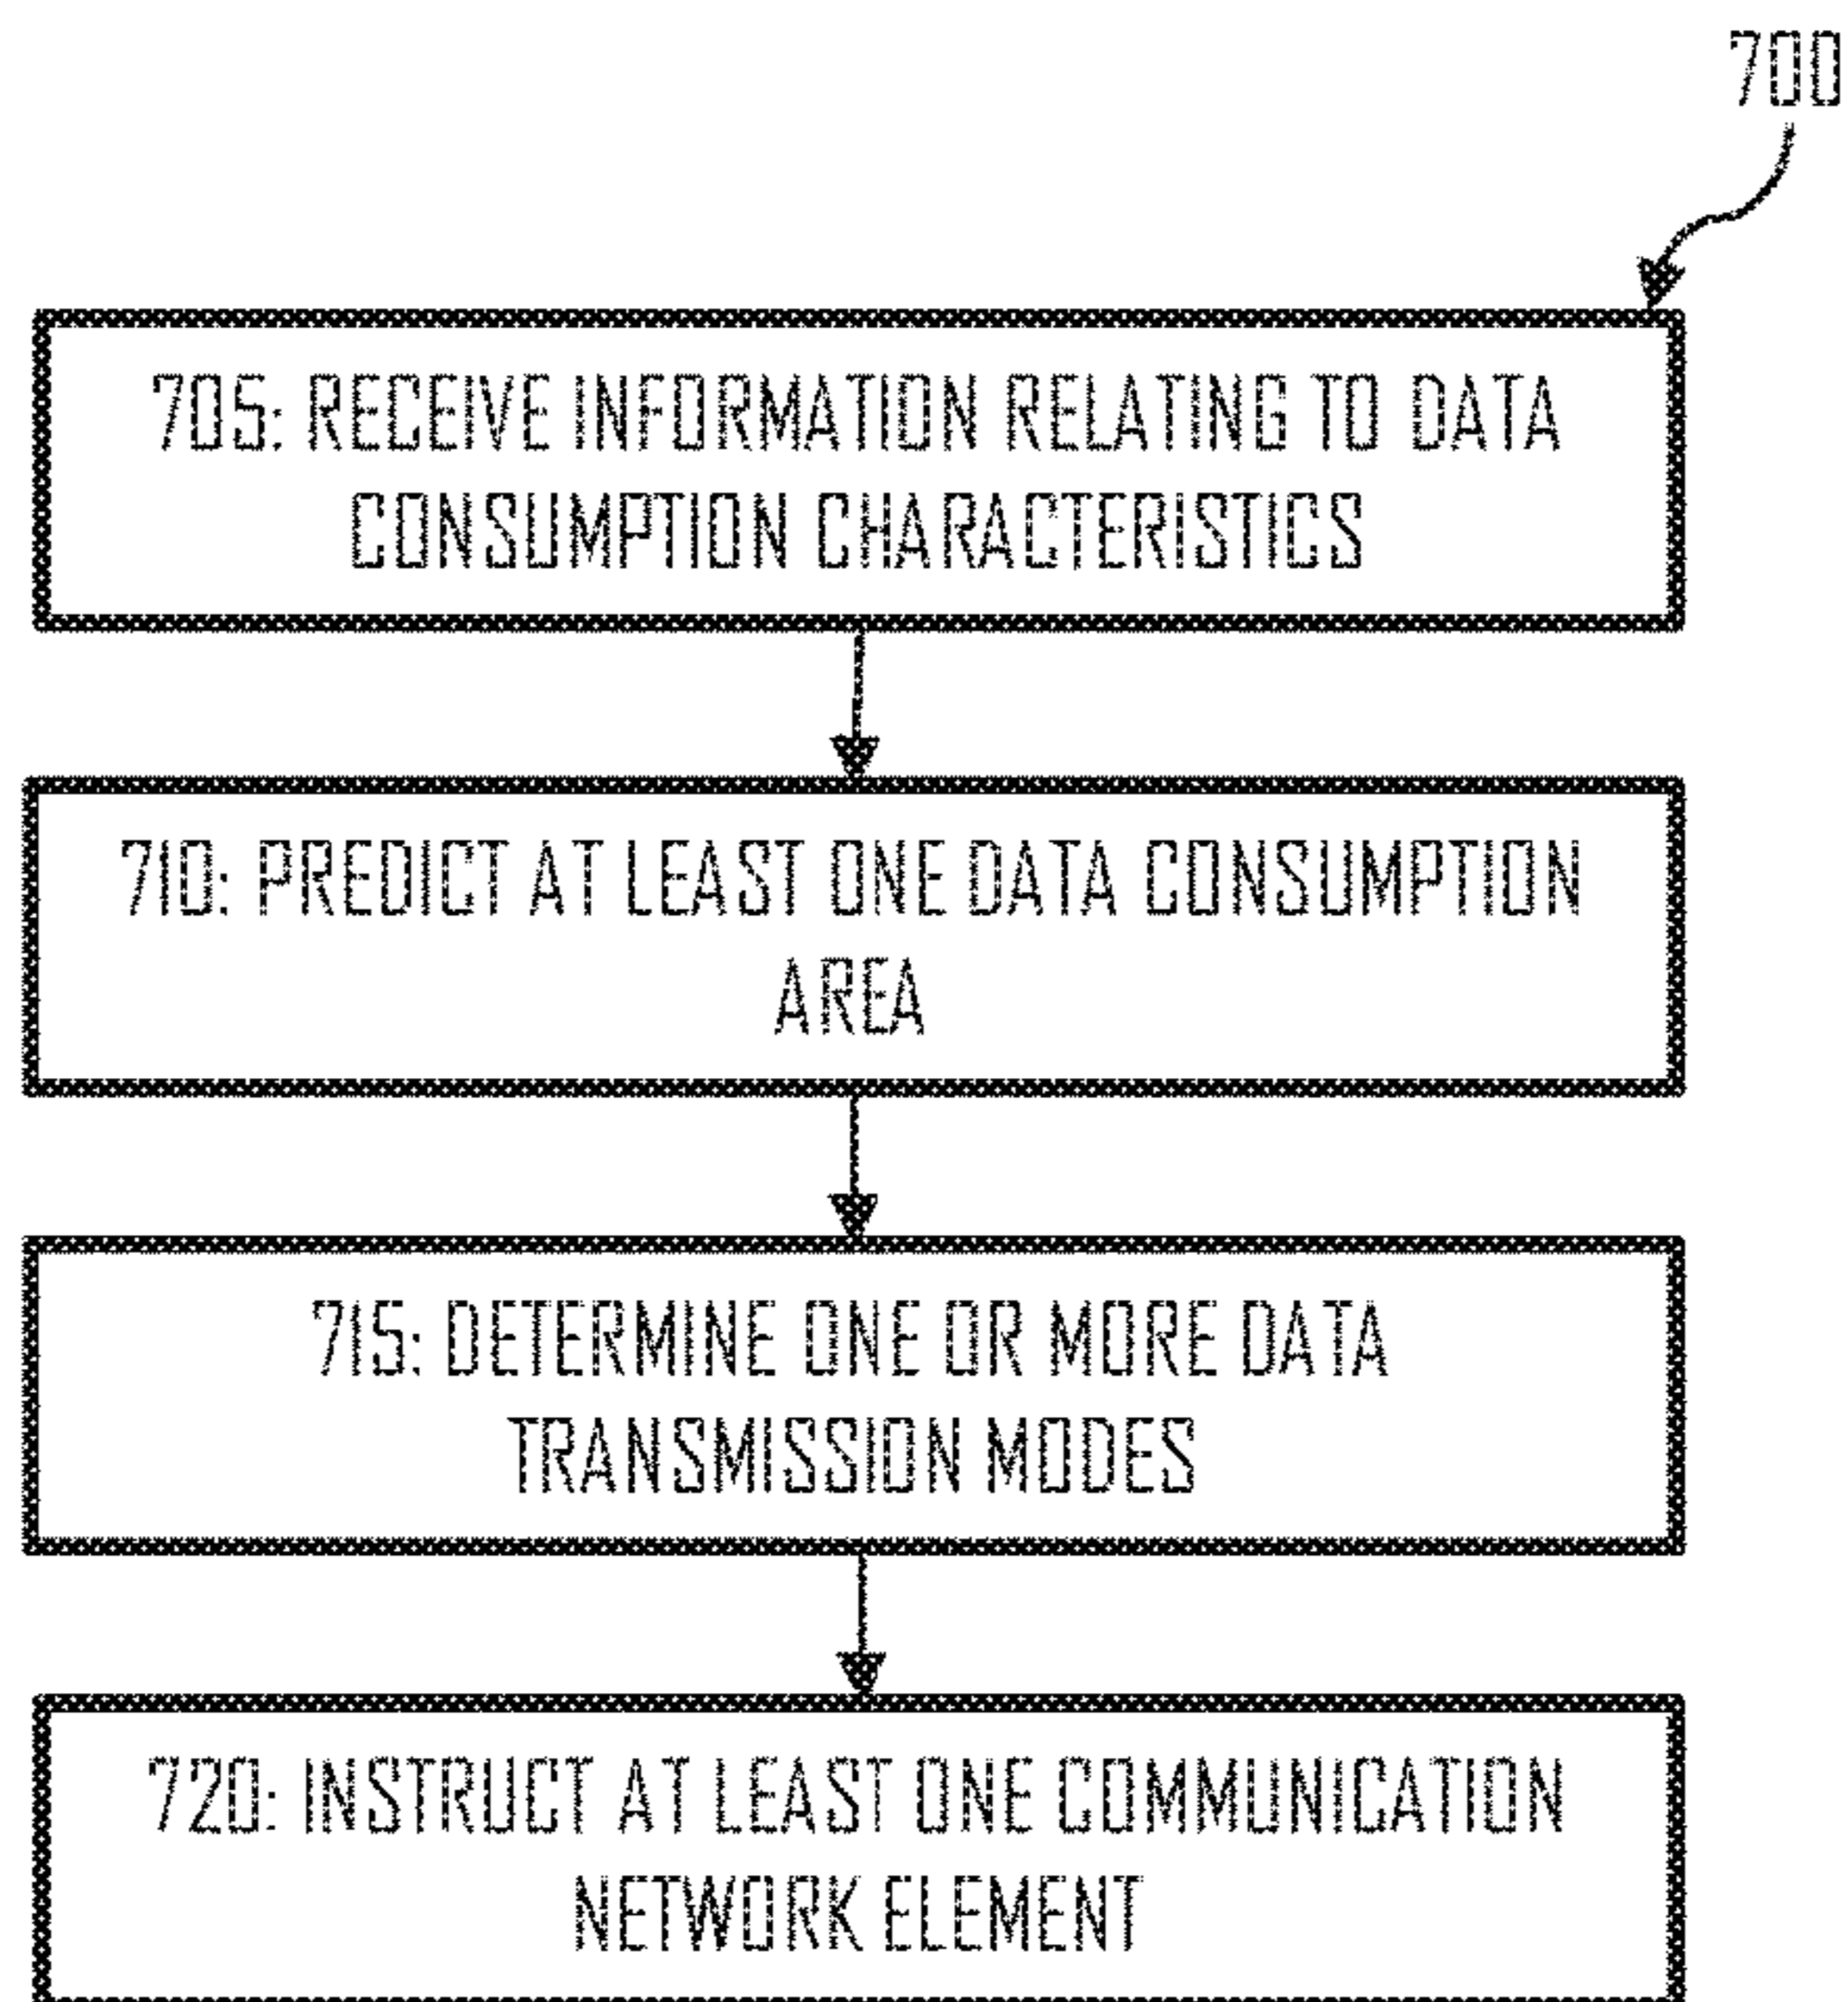 700
705: RECEIVE INFORMATION RELATING TO DATA
CONSUMPTION CHARACTERISTICS
710: PREDICT AT LEAST ONE DATA CONSUMPTION
AREA
715: DETERMINE ONE OR MORE DATA
TRANSMISSION MODES
720: INSTRUCT AT LEAST ONE COMMUNICATION
NETWORK ELEMENT